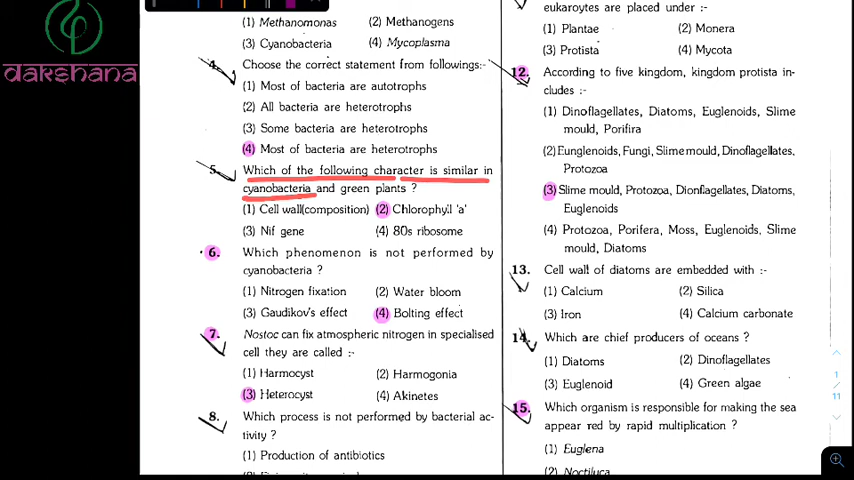 dakshana
(1) Methanomonas (2) Methanogens
(3) Cyanobacteria (4) Mycoplasma
4. Choose the correct statement from followings:-
(1) Most of bacteria are autotrophs
(2) All bacteria are heterotrophs
(3) Some bacteria are heterotrophs
(4) Most of bacteria are heterotrophs
5. Which of the following character is similar in
cyanobacteria and green plants ?
(1) Cell wall(composition) (2) Chlorophyll 'a'
(3) Nif gene (4) 80s ribosome
6. Which phenomenon is not performed by
cyanobacteria ?
(1) Nitrogen fixation (2) Water bloom
(3) Gaudikov's effect (4) Bolting effect
7. Nostoc can fix atmospheric nitrogen in specialised
cell they are called :-
(1) Harmocyst (2) Harmogonia
(3) Heterocyst (4) Akinetes
8. Which process is not performed by bacterial ac-
tivity ?
(1) Production of antibiotics
eukaroytes are placed under :-
(1) Plantae (2) Monera
(3) Protista (4) Mycota
12. According to five kingdom, kingdom protista in-
cludes :-
(1) Dinoflagellates, Diatoms, Euglenoids, Slime
mould, Porifira
(2) Eunglenoids, Fungi, Slime mould, Dinoflagellates,
Protozoa
(3) Slime mould, Protozoa, Dionflagellates, Diatoms,
Euglenoids
(4) Protozoa, Porifera, Moss, Euglenoids, Slime
mould, Diatoms
13. Cell wall of diatoms are embedded with :-
(1) Calcium (2) Silica
(3) Iron (4) Calcium carbonate
14. Which are chief producers of oceans ?
(1) Diatoms (2) Dinoflagellates
(3) Euglenoid (4) Green algae
15. Which organism is responsible for making the sea
appear red by rapid multiplication ?
(1) Euglena
(2) Noctiluca
1
11